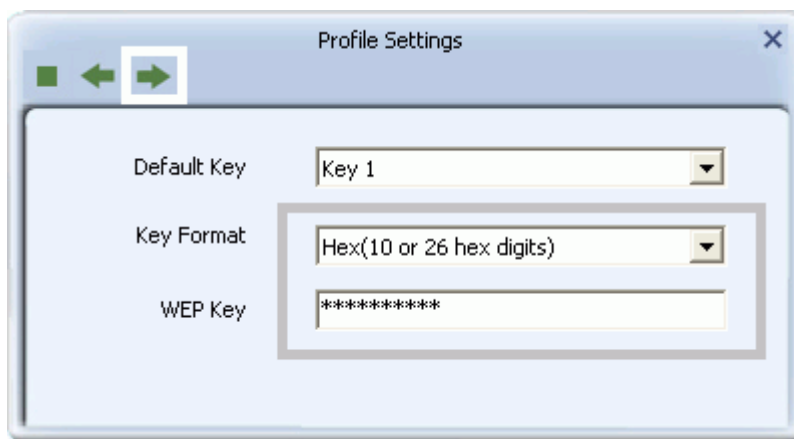 Profile Settings
Default Key Key 1
Key Format Hex(10 or 26 hex digits)
WEP Key **********